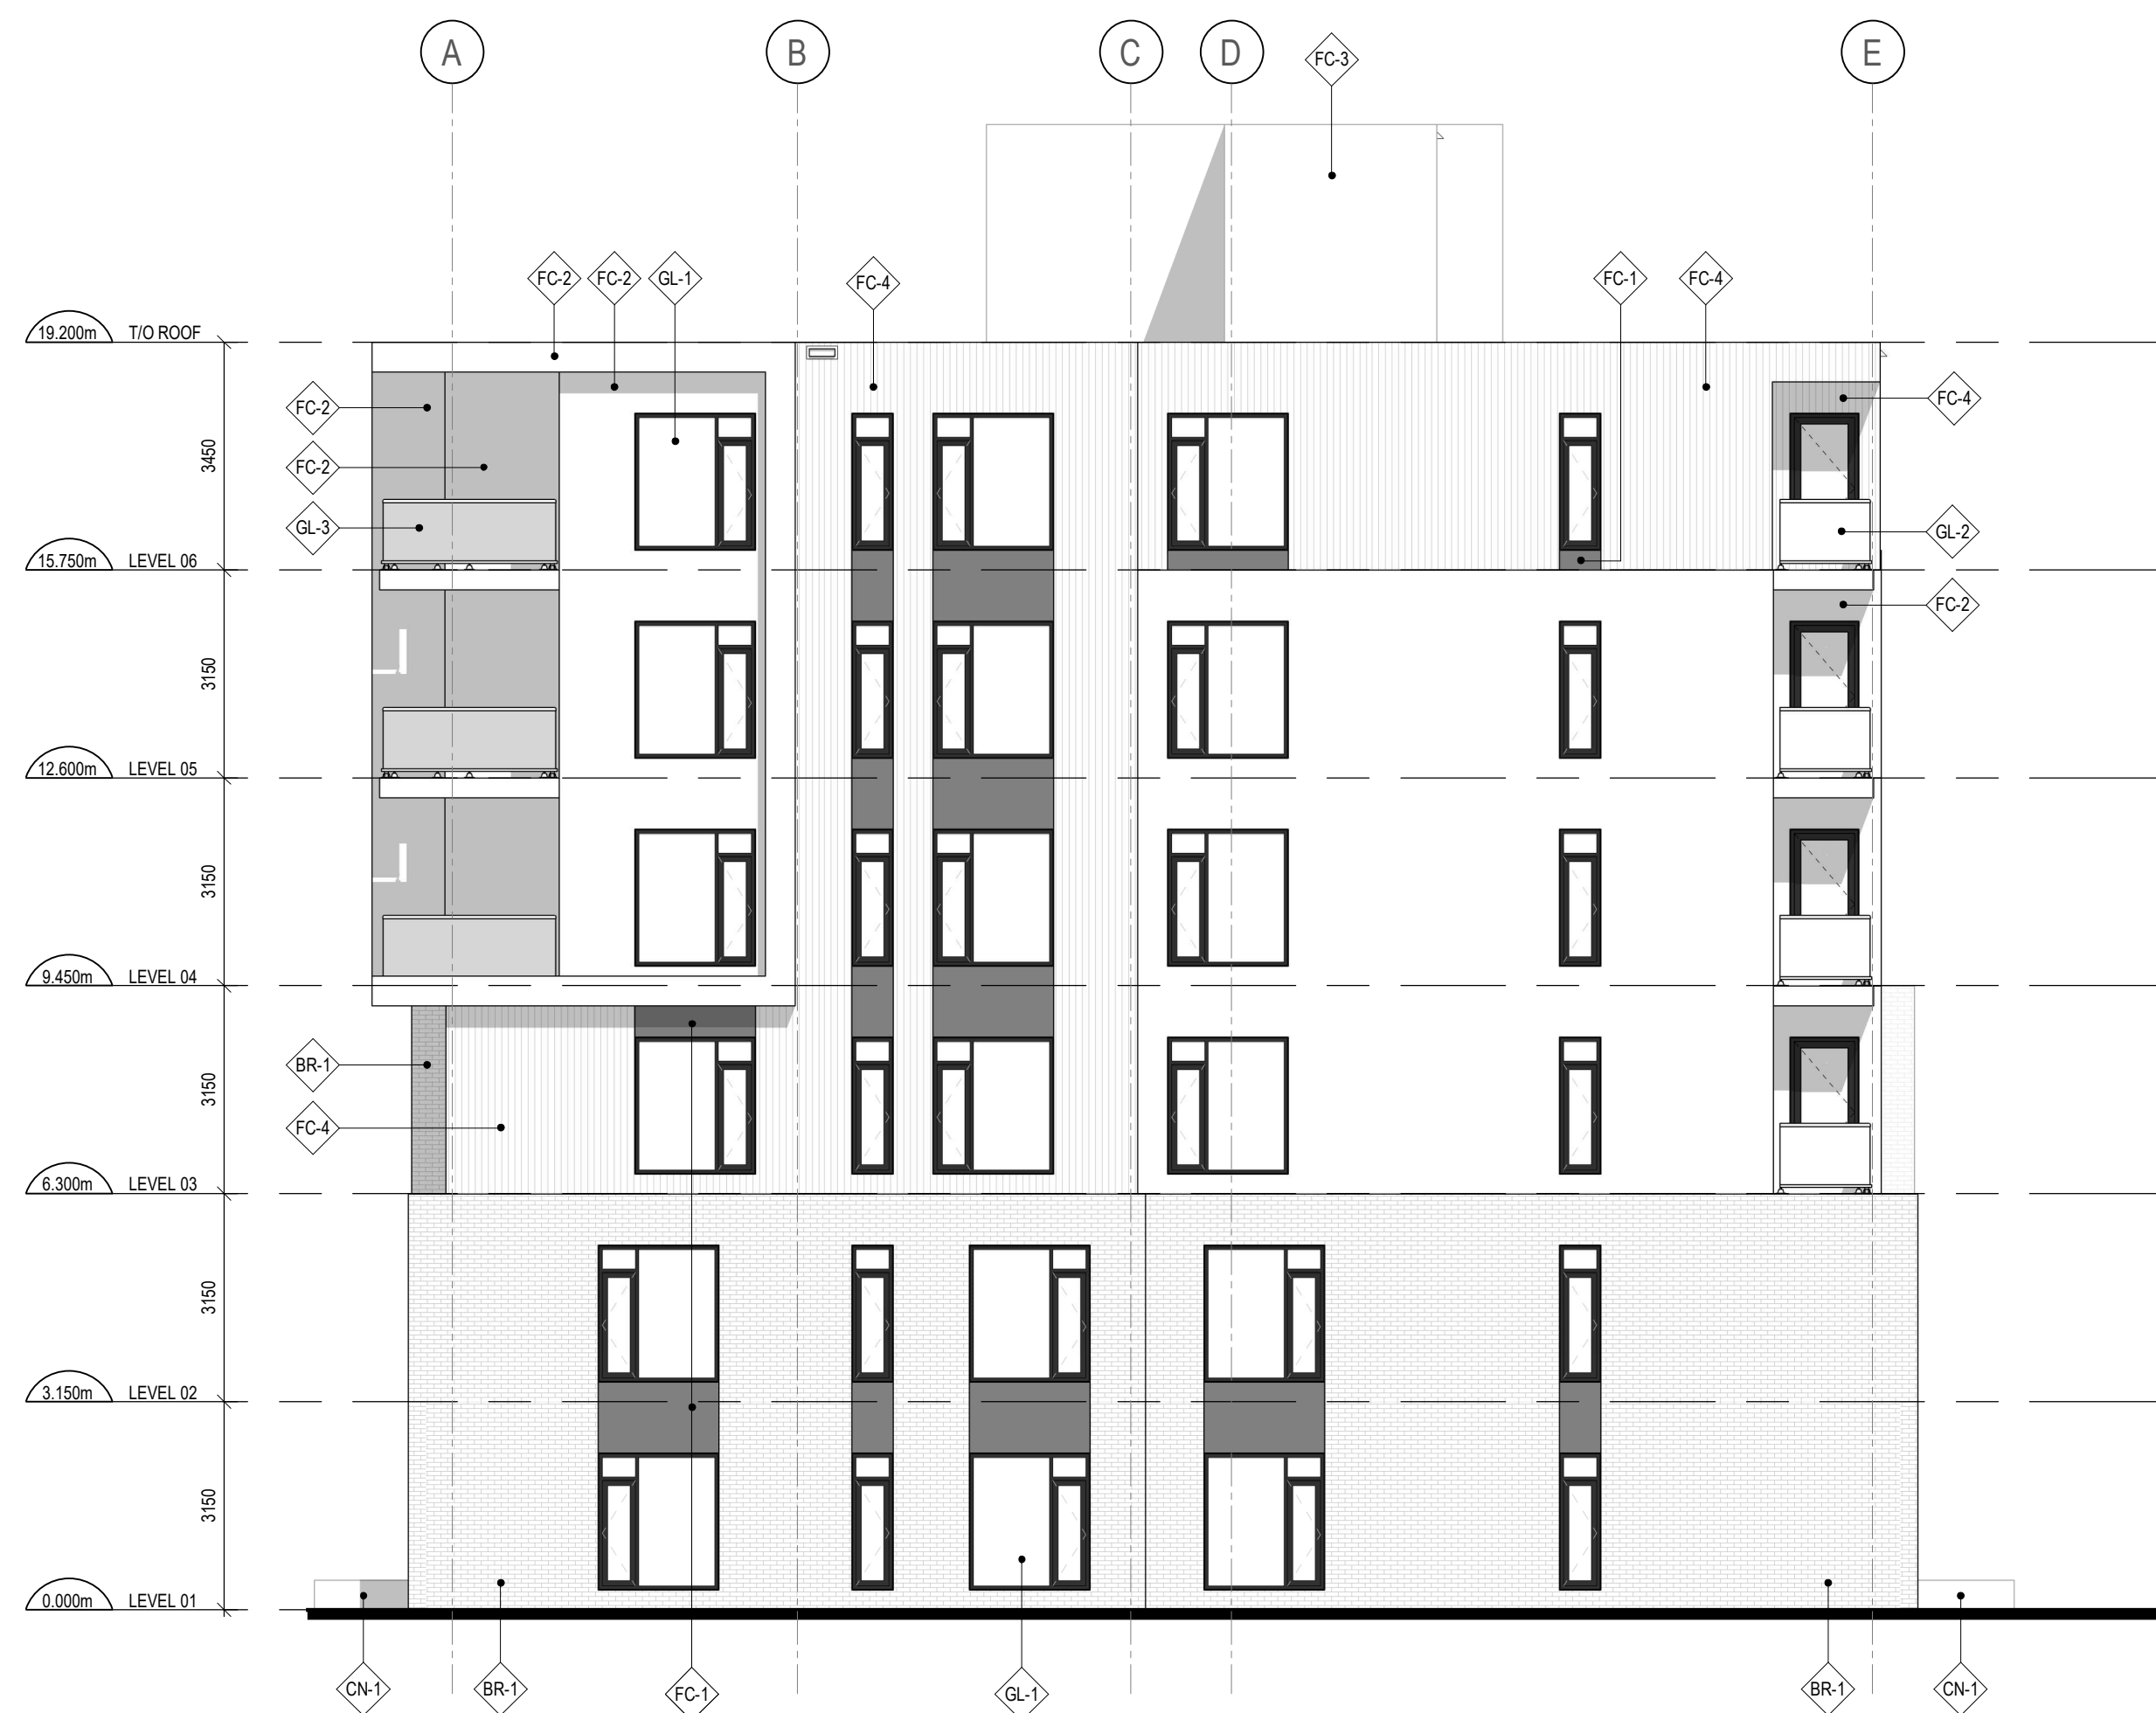 A
B
C
D
E
FC-3
FC-2
FC-2
GL-1
FC-4
FC-1
FC-4
19.200m T/O ROOF
FC-2
FC-4
3450
FC-2
GL-3
GL-2
15.750m LEVEL 06
FC-2
3150
12.600m LEVEL 05
3150
9.450m LEVEL 04
BR-1
3150
FC-4
6.300m LEVEL 03
3150
3.150m LEVEL 02
3150
0.000m LEVEL 01
CN-1
BR-1
FC-1
GL-1
BR-1
CN-1